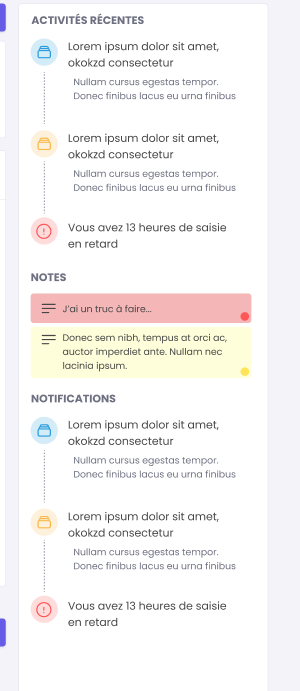 ACTIVITÉS RÉCENTES
Lorem ipsum dolor sit amet,
okokzd consectetur
Nullam cursus egestas tempor.
Donec finibus lacus eu urna finibus
Lorem ipsum dolor sit amet,
okokzd consectetur
Nullam cursus egestas tempor.
Donec finibus lacus eu urna finibus
Vous avez 13 heures de saisie
en retard
NOTES
J'ai un truc à faire...
Donec sem nibh, tempus at orci ac,
auctor imperdiet ante. Nullam nec
lacinia ipsum.
NOTIFICATIONS
Lorem ipsum dolor sit amet,
okokzd consectetur
Nullam cursus egestas tempor.
Donec finibus lacus eu urna finibus
Lorem ipsum dolor sit amet,
okokzd consectetur
Nullam cursus egestas tempor.
Donec finibus lacus eu urna finibus
Vous avez 13 heures de saisie
en retard